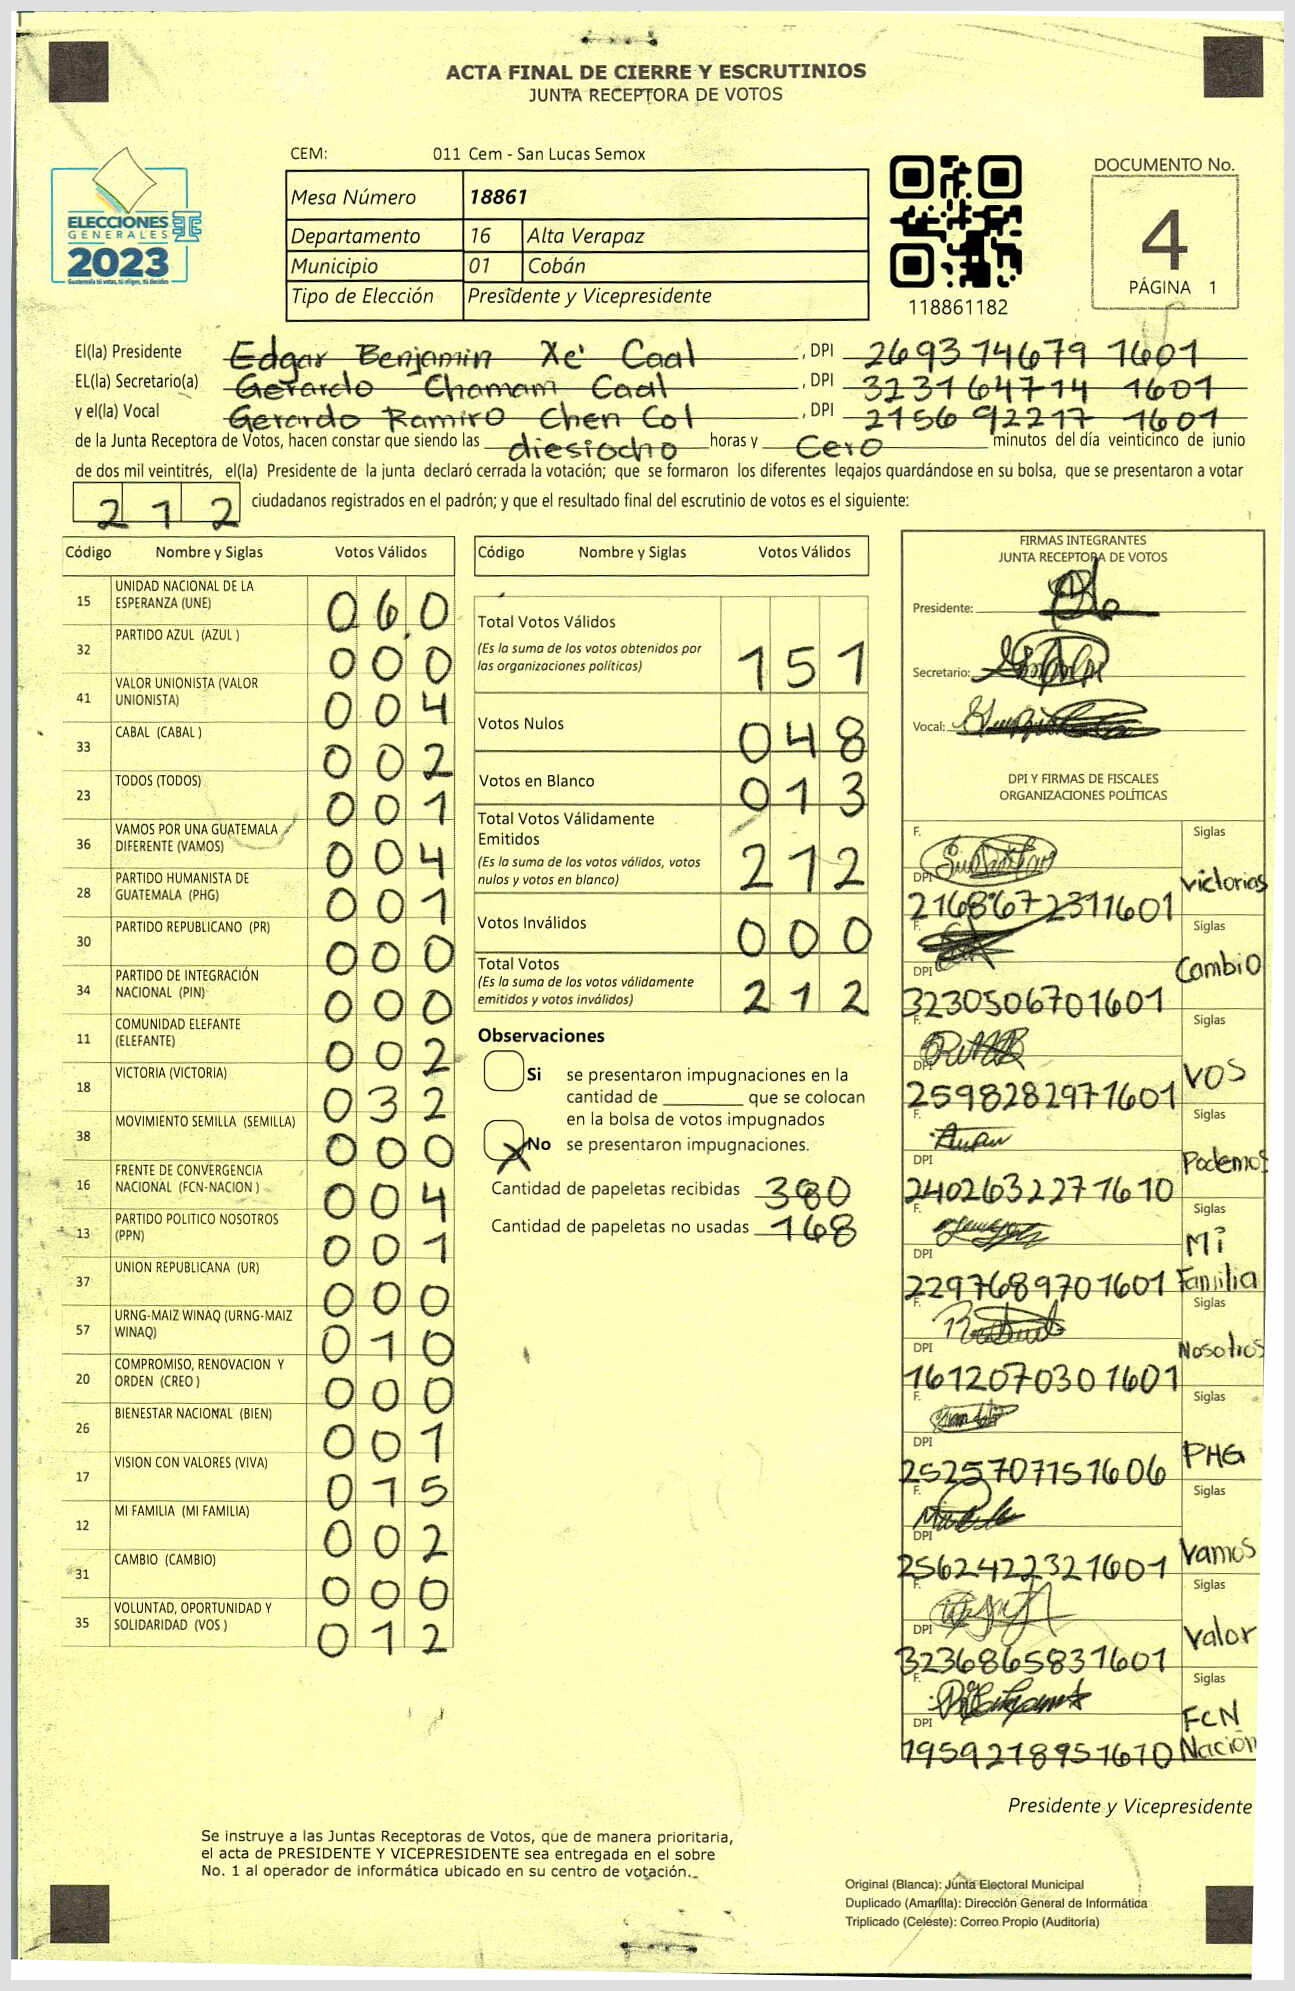 ACTA FINAL DE CIERRE Y ESCRUTINIOS
JUNTA RECEPTORA DE VOTOS
CEM: 011 Cem - San Lucas Semox
Mesa Número 18861
Departamento 16 Alta Verapaz
Municipio 01 Cobán
Tipo de Elección Presidente y Vicepresidente
ELECCIONES
GENERALES
2023
Guatemala tú votas, tú eliges, tú decides
118861182
DOCUMENTO No.
4
PÁGINA 1
El(la) Presidente Edgar Benjamin Xe' Caal , DPI 269374679 1601
EL(la) Secretario(a) Gerardo Chamam Caal , DPI 323764714 1601
y el(la) Vocal Gerardo Ramiro Chen Col , DPI 2156 92217 1601
de la Junta Receptora de Votos, hacen constar que siendo las diesiocho horas y Cero minutos del día veinticinco de junio
de dos mil veintitrés, el(la) Presidente de la junta declaró cerrada la votación; que se formaron los diferentes legajos quardándose en su bolsa, que se presentaron a votar
212 ciudadanos registrados en el padrón; y que el resultado final del escrutinio de votos es el siguiente:
Código Nombre y Siglas Votos Válidos
15 UNIDAD NACIONAL DE LA ESPERANZA (UNE) 060
32 PARTIDO AZUL (AZUL ) 000
41 VALOR UNIONISTA (VALOR UNIONISTA) 004
33 CABAL (CABAL ) 002
23 TODOS (TODOS) 001
36 VAMOS POR UNA GUATEMALA DIFERENTE (VAMOS) 004
28 PARTIDO HUMANISTA DE GUATEMALA (PHG) 001
30 PARTIDO REPUBLICANO (PR) 000
34 PARTIDO DE INTEGRACIÓN NACIONAL (PIN) 000
11 COMUNIDAD ELEFANTE (ELEFANTE) 002
18 VICTORIA (VICTORIA) 032
38 MOVIMIENTO SEMILLA (SEMILLA) 000
16 FRENTE DE CONVERGENCIA NACIONAL (FCN-NACION ) 004
13 PARTIDO POLITICO NOSOTROS (PPN) 001
37 UNION REPUBLICANA (UR) 000
57 URNG-MAIZ WINAQ (URNG-MAIZ WINAQ) 010
20 COMPROMISO, RENOVACION Y ORDEN (CREO ) 000
26 BIENESTAR NACIONAL (BIEN) 001
17 VISION CON VALORES (VIVA) 015
12 MI FAMILIA (MI FAMILIA) 002
31 CAMBIO (CAMBIO) 000
35 VOLUNTAD, OPORTUNIDAD Y SOLIDARIDAD (VOS ) 012
Código Nombre y Siglas Votos Válidos
Total Votos Válidos
(Es la suma de los votos obtenidos por
las organizaciones políticas) 151
Votos Nulos 048
Votos en Blanco 013
Total Votos Válidamente
Emitidos
(Es la suma de los votos válidos, votos
nulos y votos en blanco) 212
Votos Inválidos 000
Total Votos
(Es la suma de los votos válidamente
emitidos y votos inválidos) 212
Observaciones
Si se presentaron impugnaciones en la
cantidad de ________ que se colocan
en la bolsa de votos impugnados
X No se presentaron impugnaciones.
Cantidad de papeletas recibidas 380
Cantidad de papeletas no usadas 168
FIRMAS INTEGRANTES
JUNTA RECEPTORA DE VOTOS
Presidente:
Secretario:
Vocal:
DPI Y FIRMAS DE FISCALES
ORGANIZACIONES POLÍTICAS
F. Siglas
DPI 2168672311601 victorias
F. Siglas
DPI 3230506701601 Cambio
F. Siglas
DPI 2598282971601 VOS
F. Siglas
DPI 2402632271610 Podemos
F. Siglas
DPI 2297689701601 Mi Familia
F. Siglas
DPI 1612070301601 Nosotros
F. Siglas
DPI 2525707151606 PHG
F. Siglas
DPI 2562422321601 Vamos
F. Siglas
DPI 3236865831601 Valor
F. Siglas
DPI 1959218951610 FCN Nación
Presidente y Vicepresidente
Se instruye a las Juntas Receptoras de Votos, que de manera prioritaria,
el acta de PRESIDENTE Y VICEPRESIDENTE sea entregada en el sobre
No. 1 al operador de informática ubicado en su centro de votación.
Original (Blanca): Junta Electoral Municipal
Duplicado (Amarilla): Dirección General de Informática
Triplicado (Celeste): Correo Propio (Auditoría)